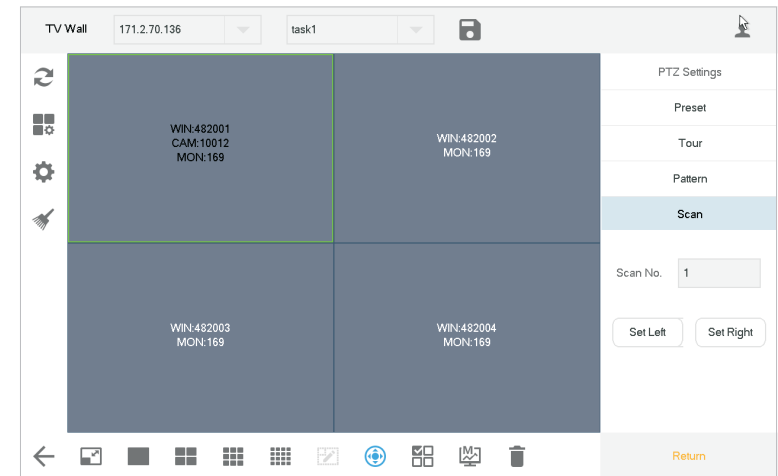 TV Wall
171.2.70.136
task1
PTZ Settings
Preset
Tour
Pattern
Scan
WIN:482001
CAM:10012
MON:169
WIN:482002
MON:169
WIN:482003
MON:169
WIN:482004
MON:169
Scan No.
1
Set Left
Set Right
M
Return